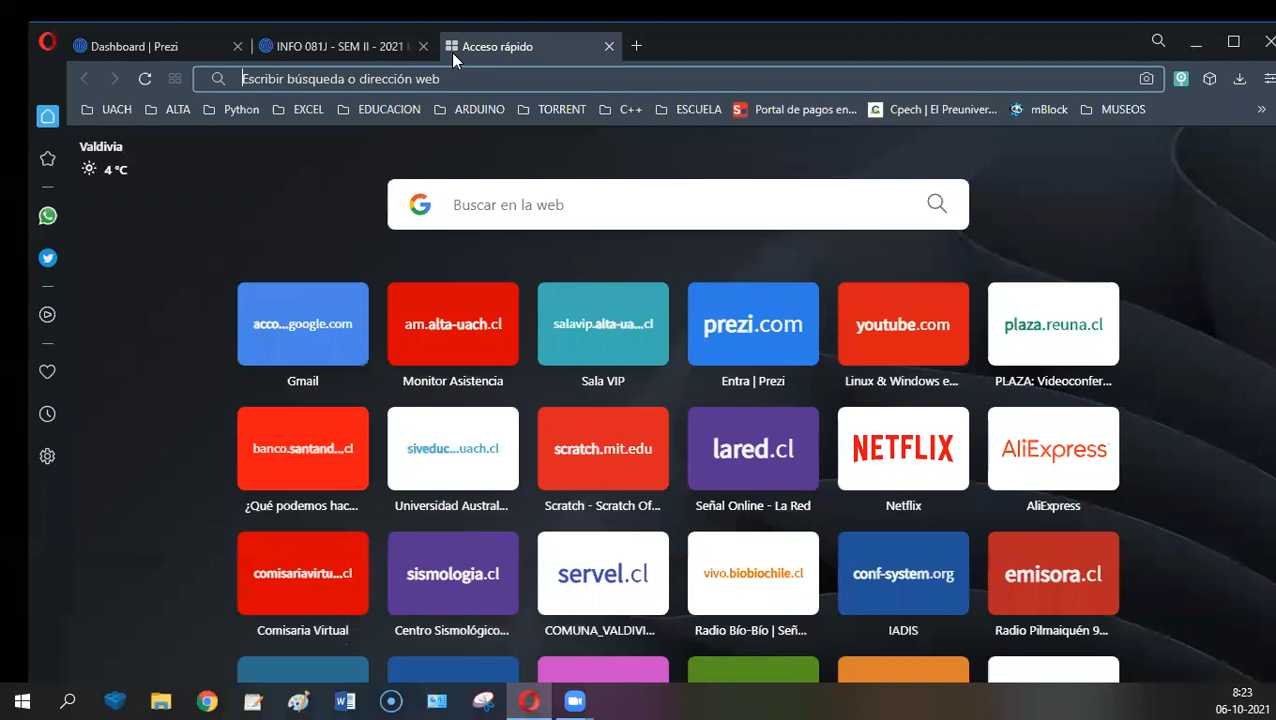 Dashboard | Prezi
INFO 081J - SEM II - 2021
Acceso rápido
Escribir búsqueda o dirección web
UACH ALTA Python EXCEL EDUCACION ARDUINO TORRENT C++ ESCUELA Portal de pagos en... Cpech | El Preuniver... mBlock MUSEOS »
Valdivia
4 °C
Buscar en la web
acco...google.com am.alta-uach.cl salavip.alta-ua...cl prezi.com youtube.com plaza.reuna.cl
Gmail Monitor Asistencia Sala VIP Entra | Prezi Linux & Windows e... PLAZA: Videoconfer...
banco.santand...cl siveduc...uach.cl scratch.mit.edu lared.cl NETFLIX AliExpress
¿Qué podemos hac... Universidad Austral... Scratch - Scratch Of... Señal Online - La Red Netflix AliExpress
comisariavirtu...cl sismologia.cl servel.cl vivo.biobiochile.cl conf-system.org emisora.cl
Comisaria Virtual Centro Sismológico... COMUNA_VALDIVI... Radio Bío-Bío | Señ... IADIS Radio Pilmaiquén 9...
8:23
06-10-2021